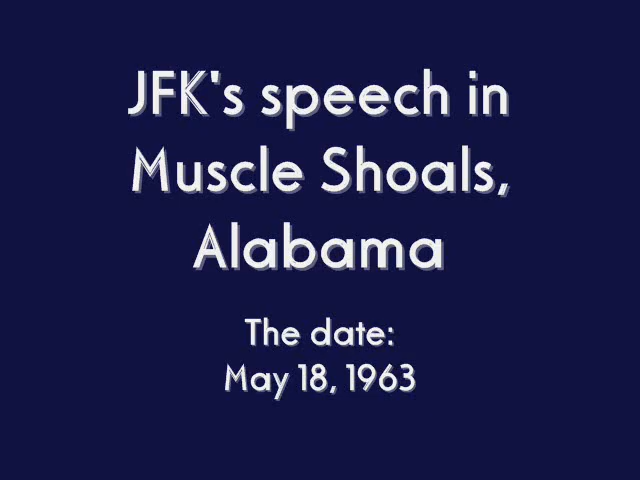 JFK's speech in
Muscle Shoals,
Alabama
The date:
May 18, 1963